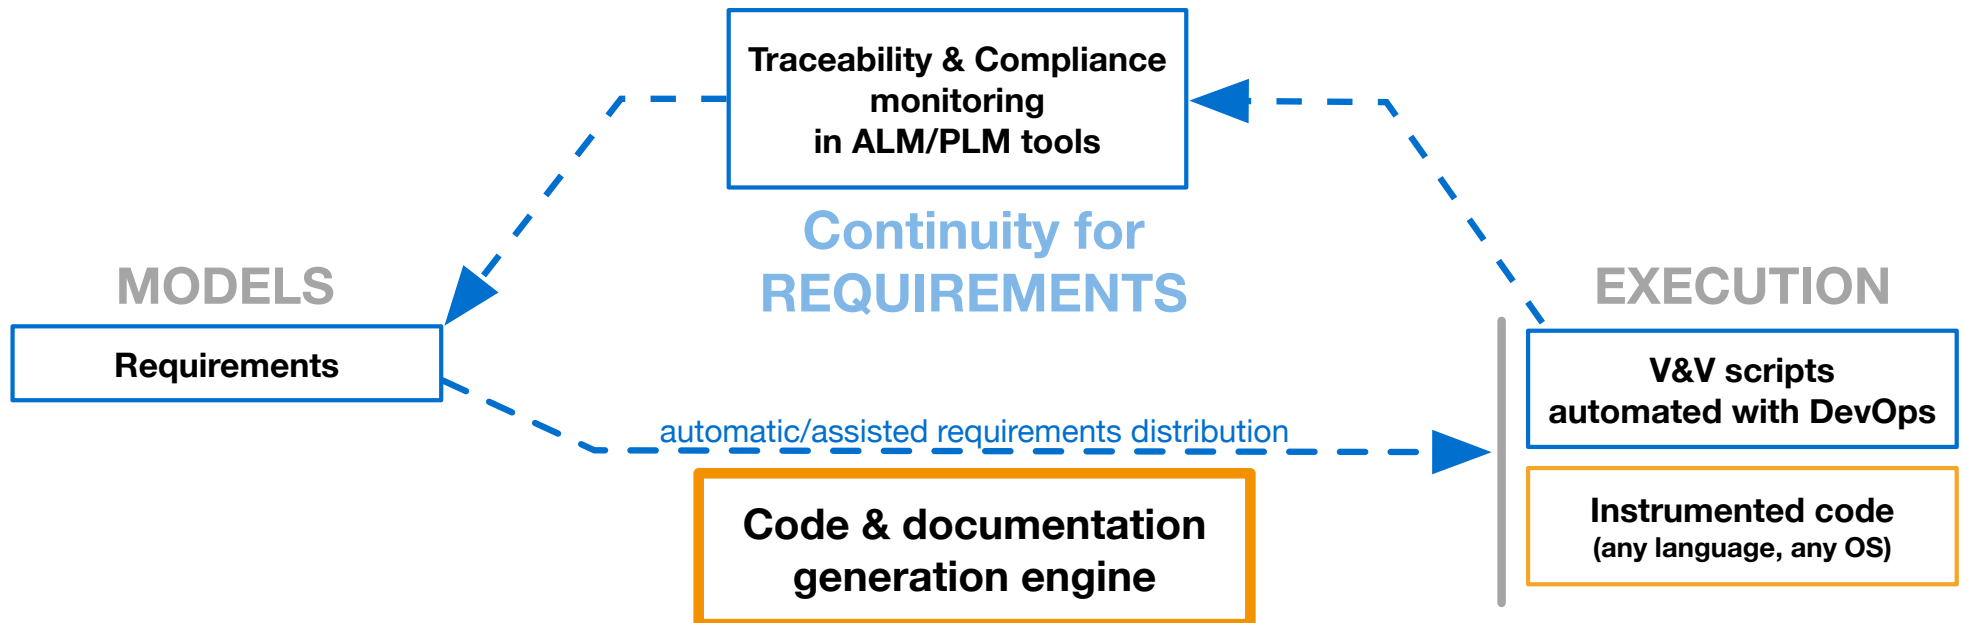 Traceability & Compliance
monitoring
in ALM/PLM tools
Continuity for
REQUIREMENTS
MODELS
Requirements
EXECUTION
V&V scripts
automated with DevOps
automatic/assisted requirements distribution
Code & documentation
generation engine
Instrumented code
(any language, any OS)